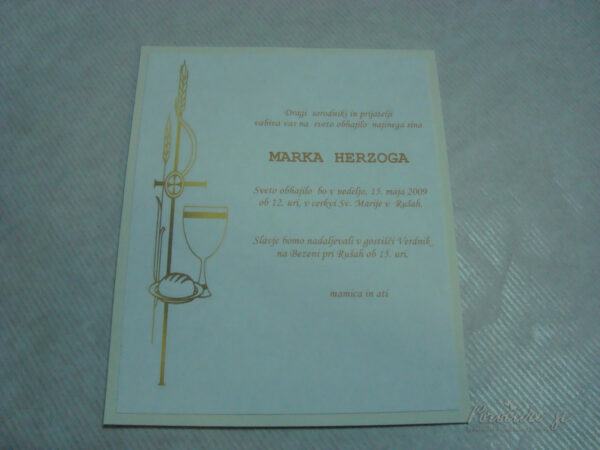 Dragi sorodniki in prijatelji
vabiva vas na sveto obhajilo najinega sina
MARKA HERZOGA
Sveto obhajilo bo v nedeljo, 15. maja 2009
ob 12. uri, v cerkvi Sv. Marije v Rušah.
Slavje bomo nadaljevali v gostišči Verdnik,
na Bezeni pri Rušah ob 15. uri.
mamica in ati